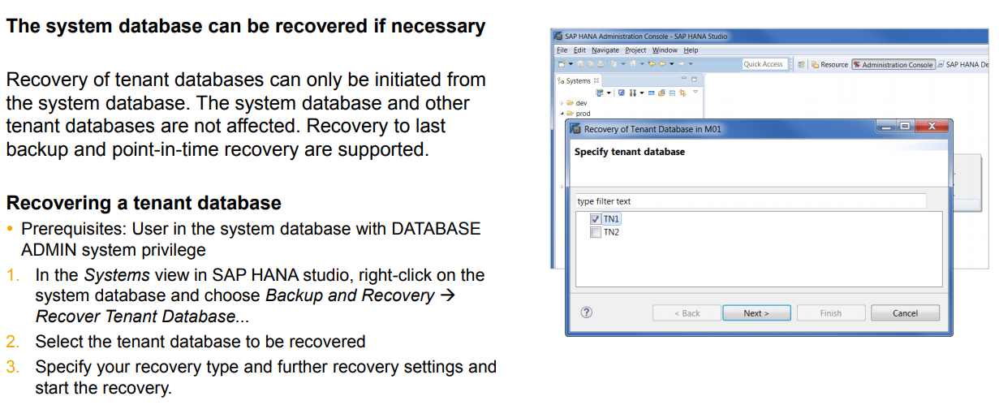 The system database can be recovered if necessary
Recovery of tenant databases can only be initiated from
the system database. The system database and other
tenant databases are not affected. Recovery to last
backup and point-in-time recovery are supported.
Recovering a tenant database
• Prerequisites: User in the system database with DATABASE
ADMIN system privilege
1. In the Systems view in SAP HANA studio, right-click on the
system database and choose Backup and Recovery →
Recover Tenant Database...
2. Select the tenant database to be recovered
3. Specify your recovery type and further recovery settings and
start the recovery.
SAP HANA Administration Console - SAP HANA Studio
File Edit Navigate Project Window Help
Quick Access Resource Administration Console SAP HANA De
Systems
dev
prod
Recovery of Tenant Database in M01
Specify tenant database
type filter text
TN1
TN2
< Back Next > Finish Cancel